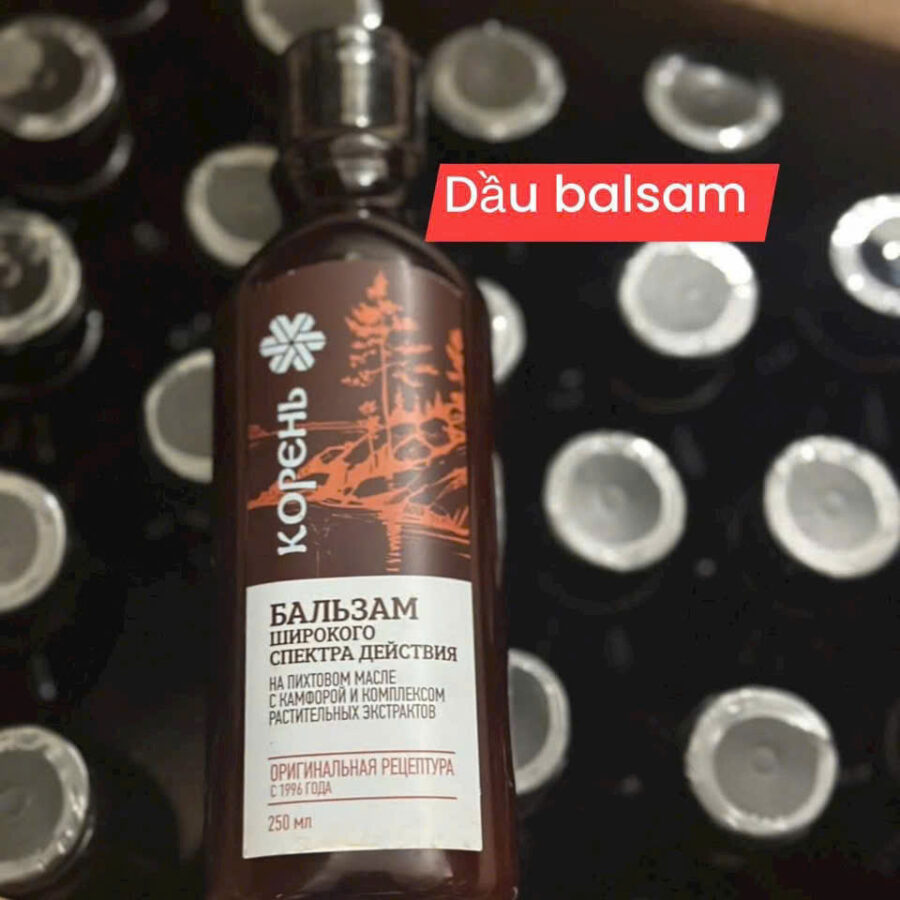 Dầu balsam
КОРЕНЬ
БАЛЬЗАМ
ШИРОКОГО
СПЕКТРА ДЕЙСТВИЯ
НА ПИХТОВОМ МАСЛЕ
С КАМФОРОЙ И КОМПЛЕКСОМ
РАСТИТЕЛЬНЫХ ЭКСТРАКТОВ
ОРИГИНАЛЬНАЯ РЕЦЕПТУРА
С 1996 ГОДА
250 мл